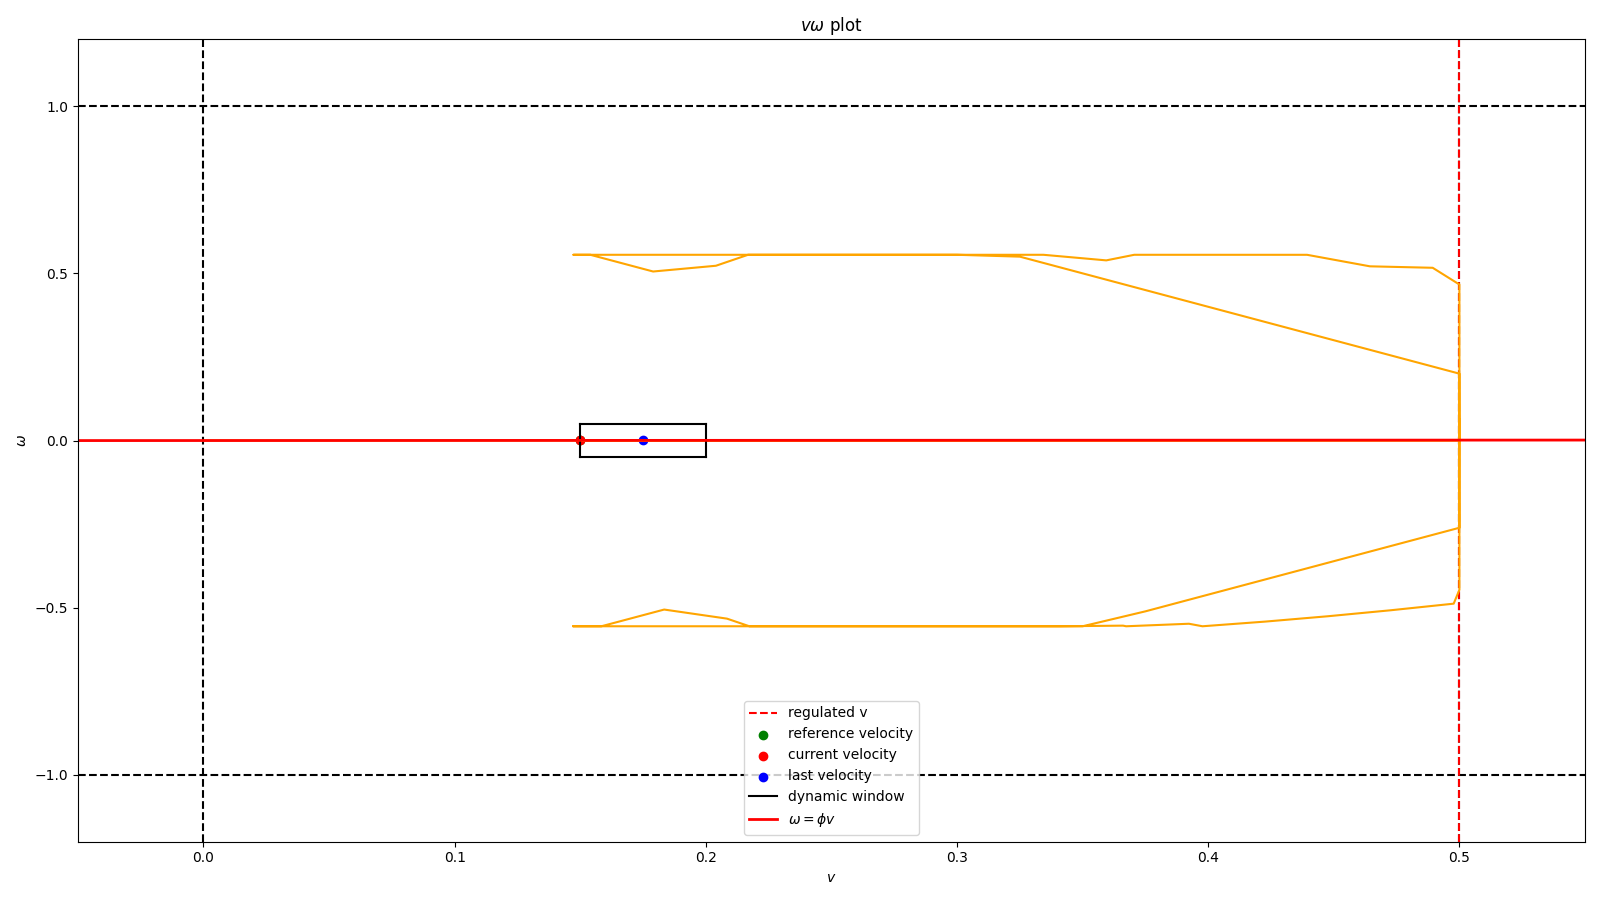 vω plot
1.0
0.5
0.0
−0.5
−1.0
ω
regulated v
reference velocity
current velocity
last velocity
dynamic window
ω = ϕv
0.0 0.1 0.2 0.3 0.4 0.5
v